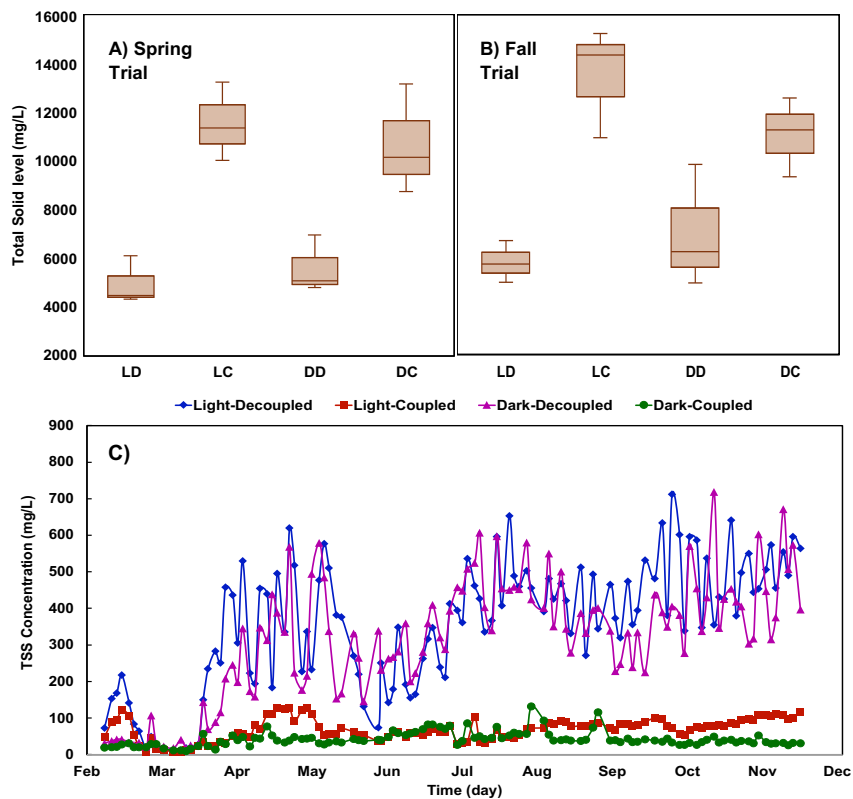 A) Spring
Trial
B) Fall
Trial
Total Solid level (mg/L)
16000
14000
12000
10000
8000
6000
4000
2000
LD LC DD DC
LD LC DD DC
Light-Decoupled Light-Coupled Dark-Decoupled Dark-Coupled
C)
TSS Concentration (mg/L)
900
800
700
600
500
400
300
200
100
0
Feb Mar Apr May Jun Jul Aug Sep Oct Nov Dec
Time (day)